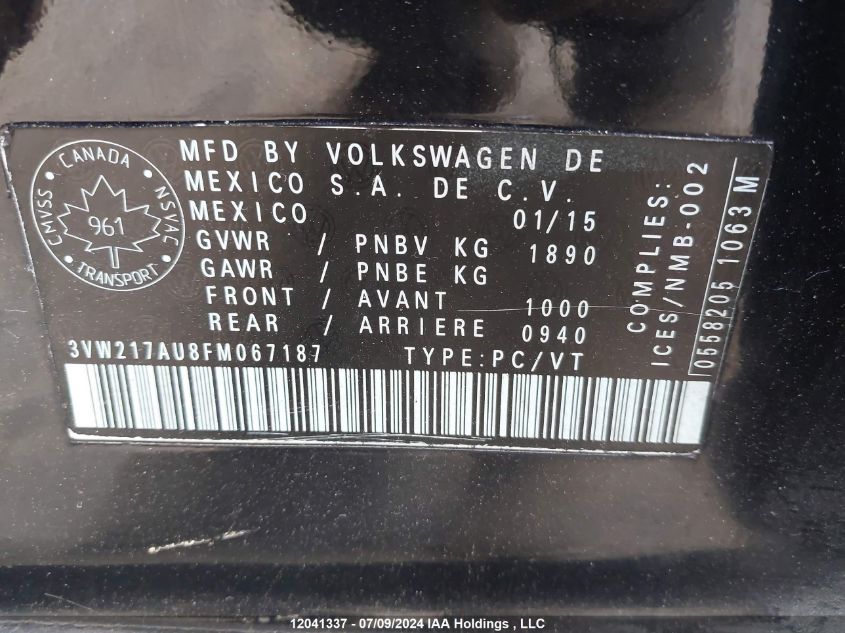 CANADA
CMVSS
NSVAC
961
TRANSPORT
MFD BY VOLKSWAGEN DE
MEXICO S.A. DE C.V.
MEXICO 01/15
GVWR / PNBV KG 1890
GAWR / PNBE KG
FRONT / AVANT 1000
REAR / ARRIERE 0940
3VW217AU8FM067187 TYPE:PC/VT
COMPLIES:
ICES/NMB-002
0558205 1063 M
12041337 - 07/09/2024 IAA Holdings , LLC